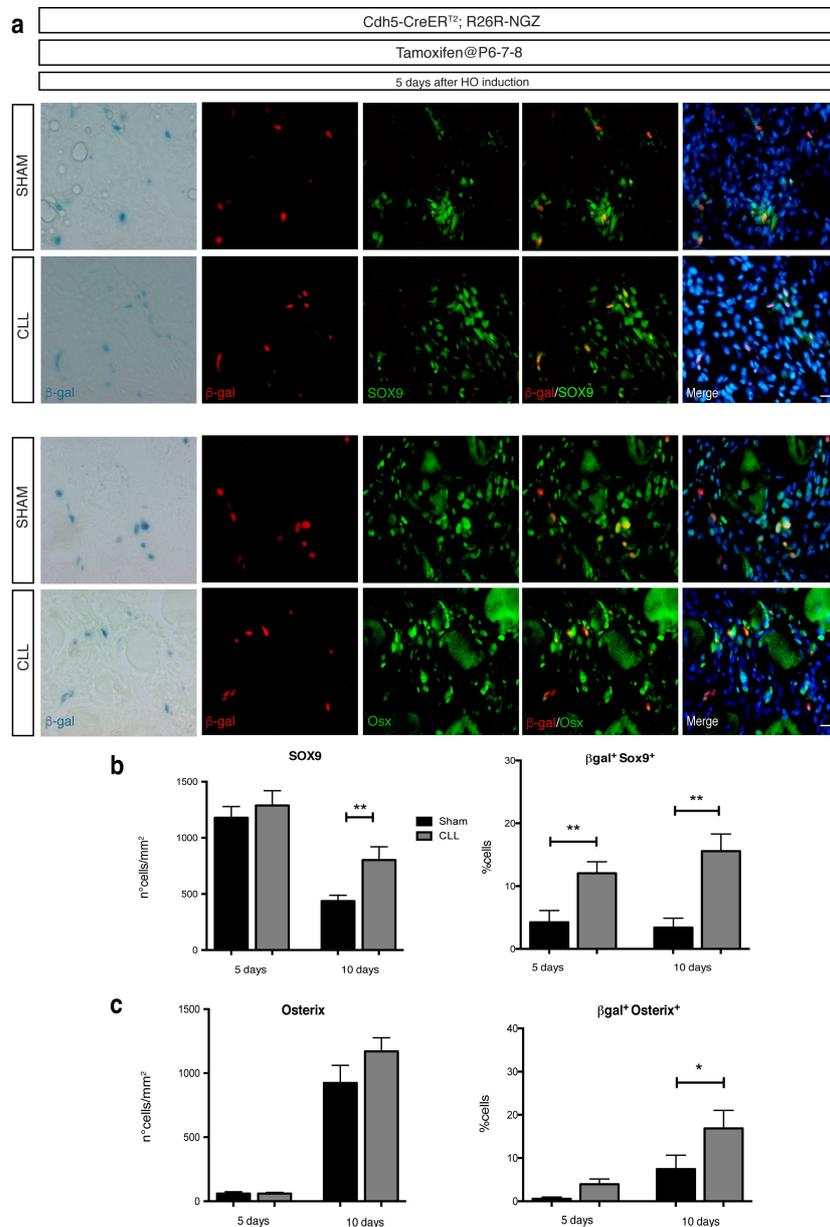 a
Cdh5-CreERT2; R26R-NGZ
Tamoxifen@P6-7-8
5 days after HO induction
SHAM
CLL
β-gal
β-gal
SOX9
β-gal/SOX9
Merge
SHAM
CLL
β-gal
β-gal
Osx
β-gal/Osx
Merge
b
SOX9
n°cells/mm2
1500
1000
500
0
**
5 days
10 days
Sham
CLL
βgal+ Sox9+
%cells
30
20
10
0
**
**
5 days
10 days
c
Osterix
n°cells/mm2
1500
1000
500
0
5 days
10 days
βgal+ Osterix+
%cells
40
30
20
10
0
*
5 days
10 days